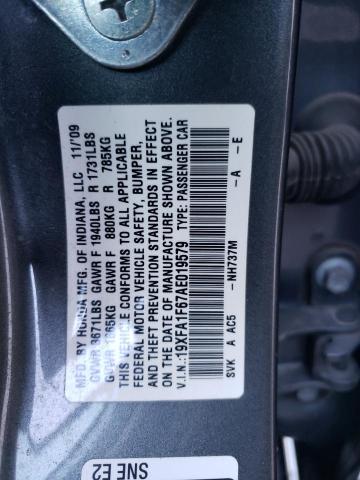 MFD. BY HONDA MFG. OF INDIANA, LLC 11/'09
GVWR 3671LBS GAWR F 1940LBS R 1731LBS
GVWR 1665KG GAWR F 880KG R 785KG
THIS VEHICLE CONFORMS TO ALL APPLICABLE
FEDERAL MOTOR VEHICLE SAFETY, BUMPER,
AND THEFT PREVENTION STANDARDS IN EFFECT
ON THE DATE OF MANUFACTURE SHOWN ABOVE.
V.I.N.:19XFA1F67AE019579 TYPE: PASSENGER CAR
SVK A AC5 -NH737M -A -E
SNE E2